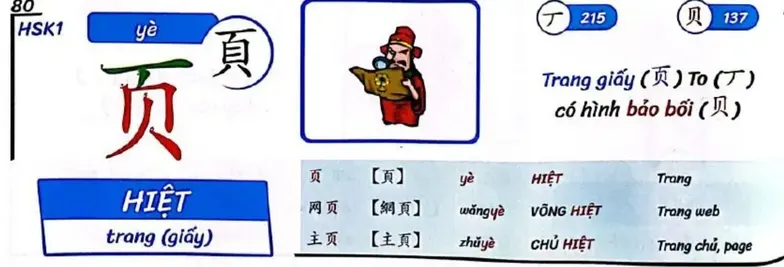 80
HSK1
yè
頁
页
HIỆT
trang (giấy)
丆 215
贝 137
Trang giấy (页) To (丆)
có hình bảo bối (贝)
页 【頁】 yè HIỆT Trang
网页 【網頁】 wǎngyè VÕNG HIỆT Trang web
主页 【主頁】 zhǔyè CHỦ HIỆT Trang chủ, page